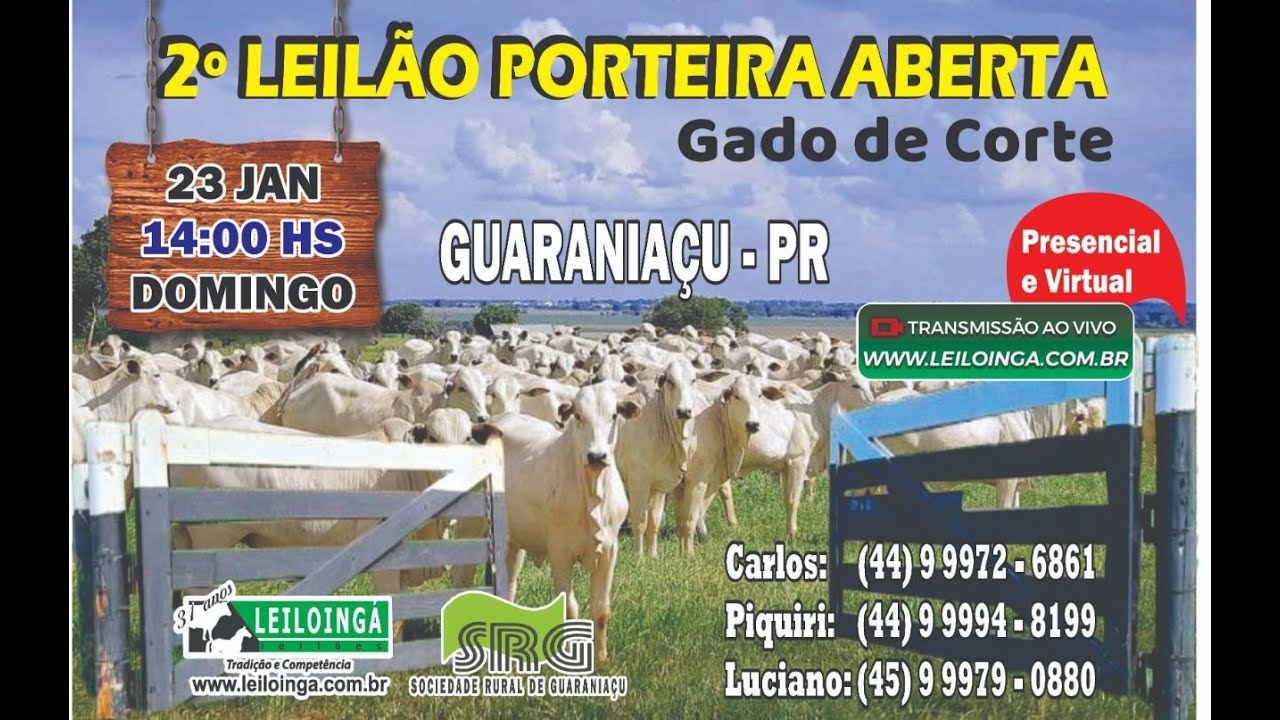 2º LEILÃO PORTEIRA ABERTA
Gado de Corte
23 JAN
14:00 HS
DOMINGO
GUARANIAÇU - PR
Presencial
e Virtual
TRANSMISSÃO AO VIVO
WWW.LEILOINGA.COM.BR
Carlos: (44) 9 9972 - 6861
Piquiri: (44) 9 9994 - 8199
Luciano: (45) 9 9979 - 0880
31 anos
LEILOINGÁ
leilões
Tradição e Competência
www.leiloinga.com.br
SRG
SOCIEDADE RURAL DE GUARANIAÇU